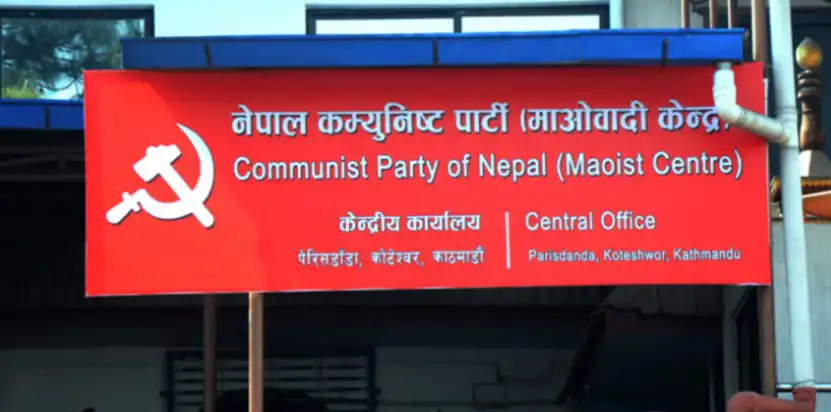 नेपाल कम्युनिष्ट पार्टी (माओवादी केन्द्र)
Communist Party of Nepal (Maoist Centre)
केन्द्रीय कार्यालय
पेरिसडाँडा, कोटेश्वर, काठमाडौं
Central Office
Parisdanda, Koteshwor, Kathmandu